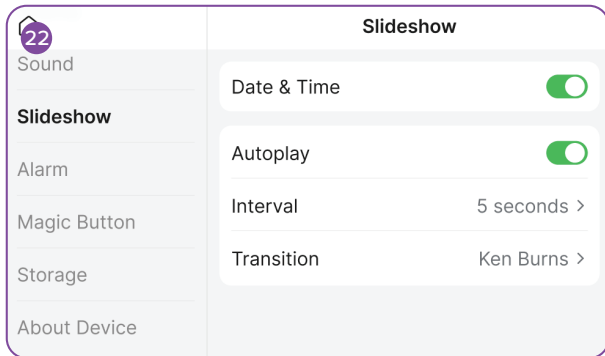 22
Slideshow
Sound
Slideshow
Alarm
Magic Button
Storage
About Device
Date & Time
Autoplay
Interval 5 seconds >
Transition Ken Burns >